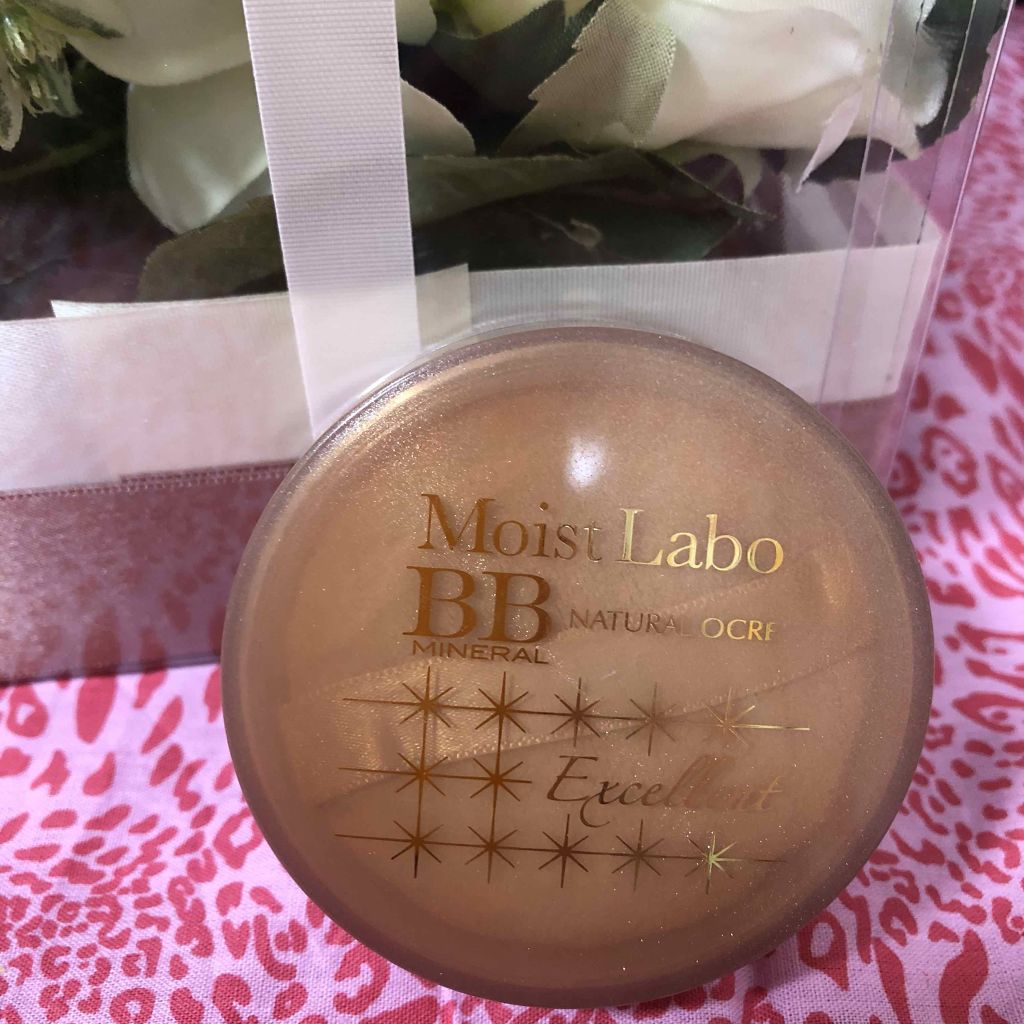 Moist Labo
BB NATURAL OCRE
MINERAL
Excellent